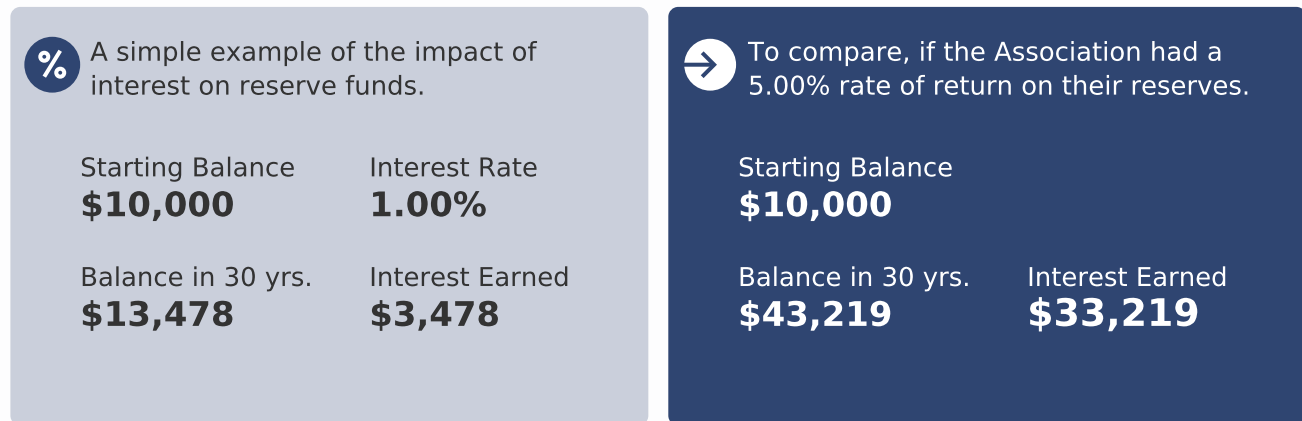 %
A simple example of the impact of
interest on reserve funds.
Starting Balance
$10,000
Interest Rate
1.00%
Balance in 30 yrs.
$13,478
Interest Earned
$3,478
To compare, if the Association had a
5.00% rate of return on their reserves.
Starting Balance
$10,000
Balance in 30 yrs.
$43,219
Interest Earned
$33,219